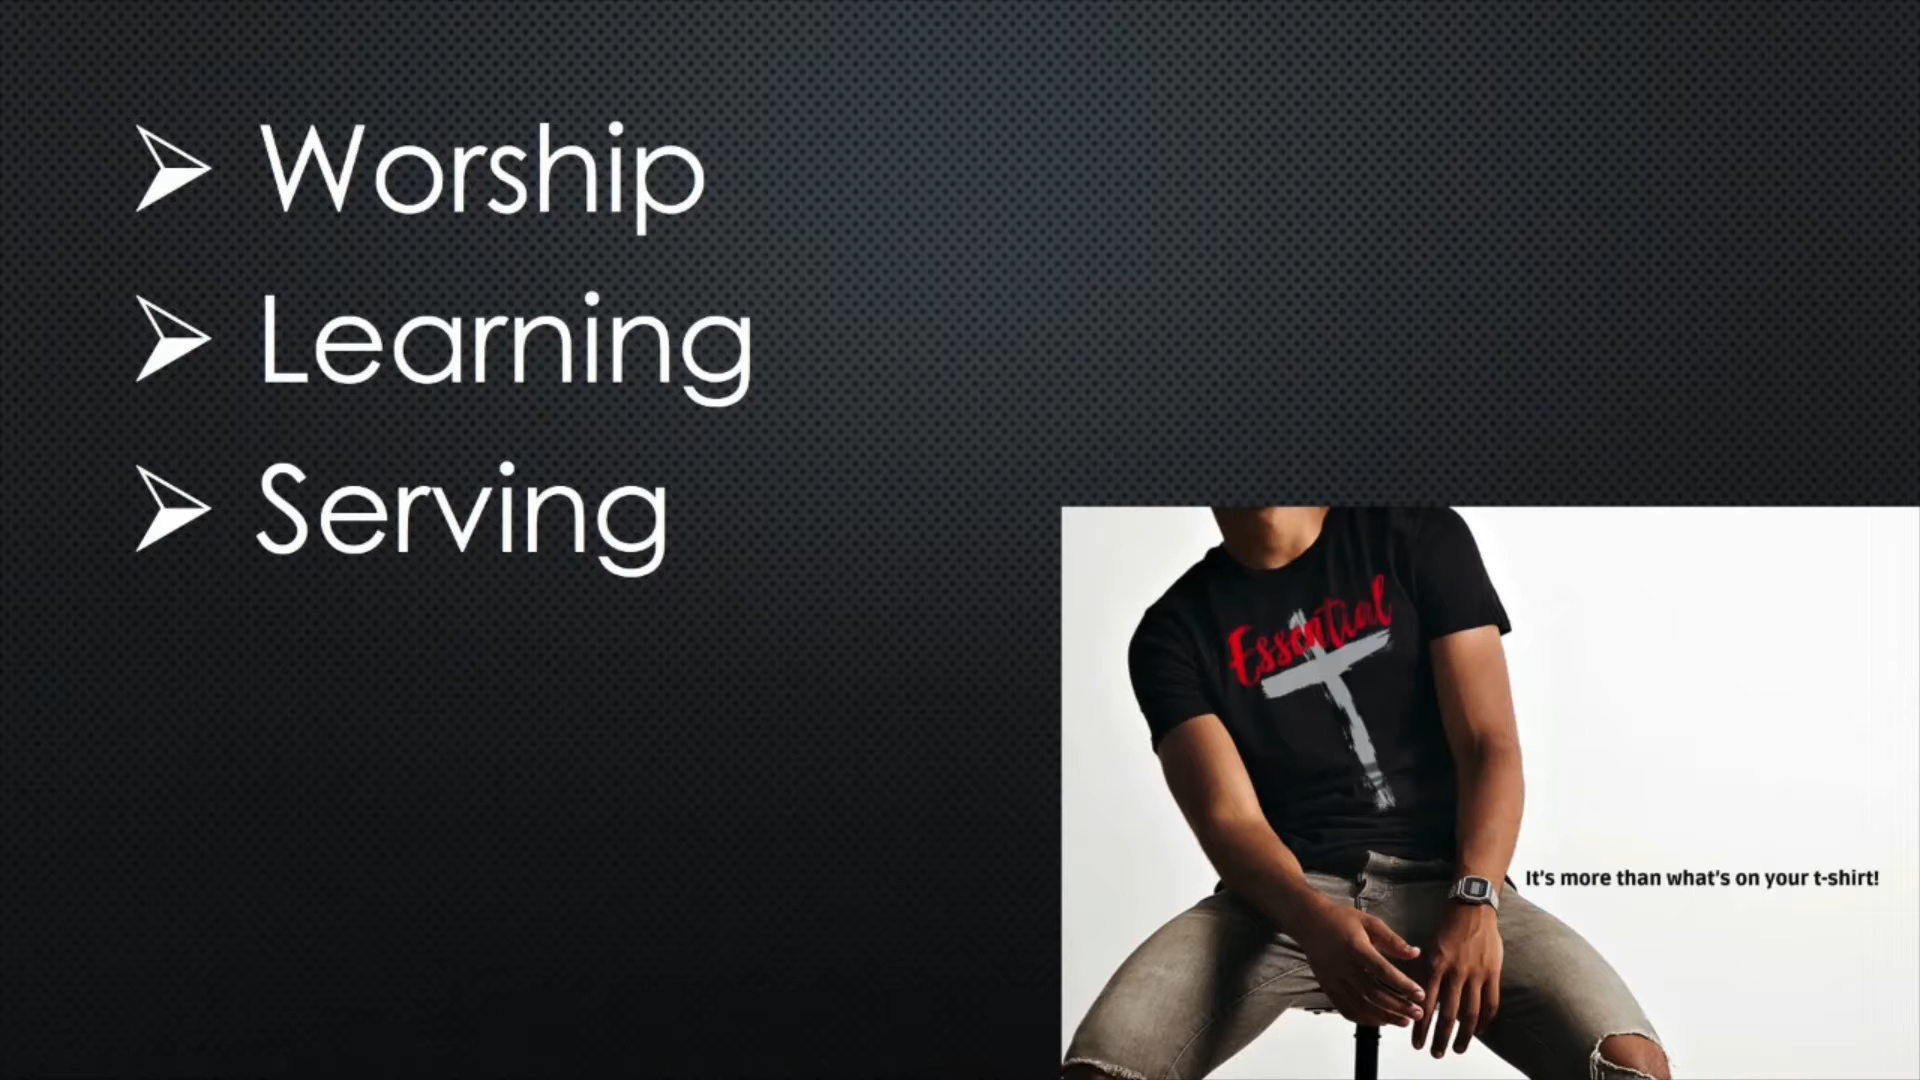 Worship
Learning
Serving
Essential
It's more than what's on your t-shirt!